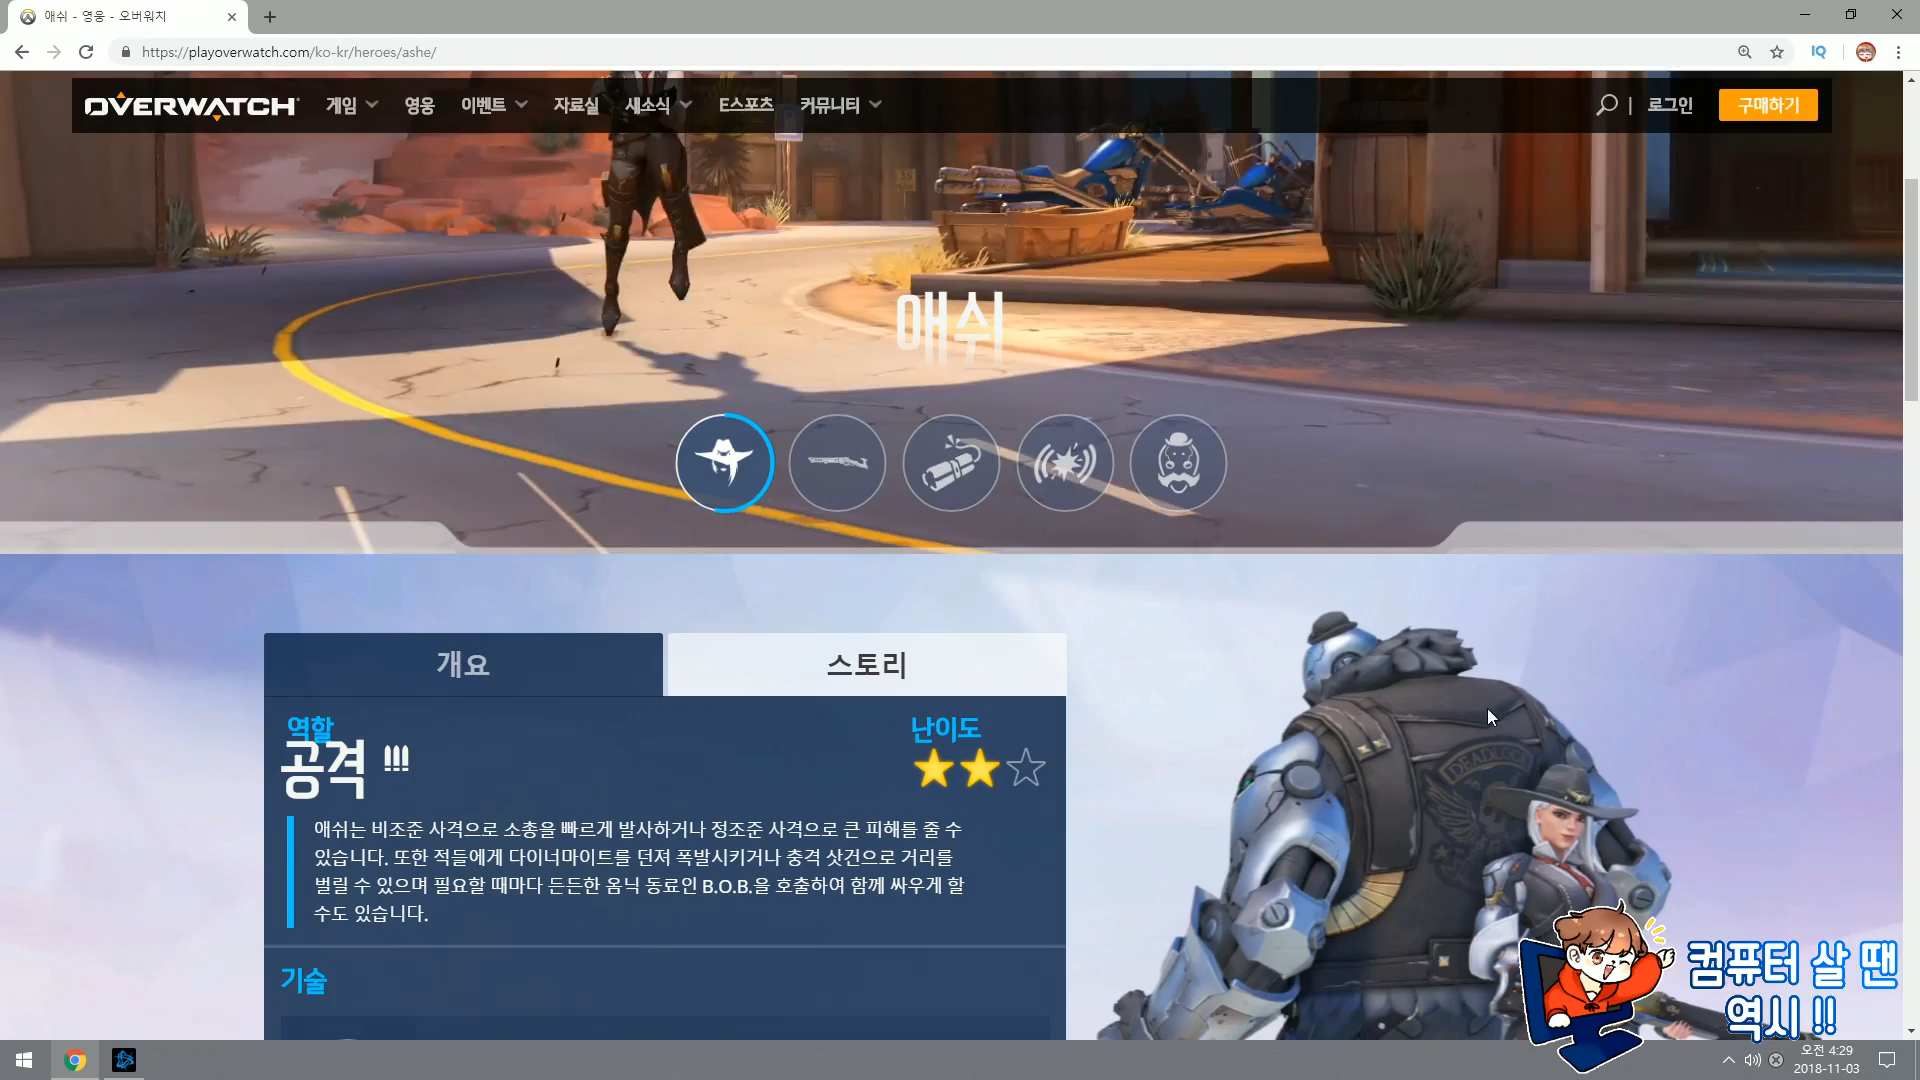 애쉬 - 영웅 - 오버워치
https://playoverwatch.com/ko-kr/heroes/ashe/
IQ
OVERWATCH
게임
영웅
이벤트
자료실
새소식
E스포츠
커뮤니티
로그인
구매하기
애쉬
개요
스토리
역할
공격
난이도
애쉬는 비조준 사격으로 소총을 빠르게 발사하거나 정조준 사격으로 큰 피해를 줄 수
있습니다. 또한 적들에게 다이너마이트를 던져 폭발시키거나 충격 샷건으로 거리를
벌릴 수 있으며 필요할 때마다 든든한 옴닉 동료인 B.O.B.을 호출하여 함께 싸우게 할
수도 있습니다.
기술
DEADLOCK
컴퓨터 살 땐
역시 !!
오전 4:29
2018-11-03